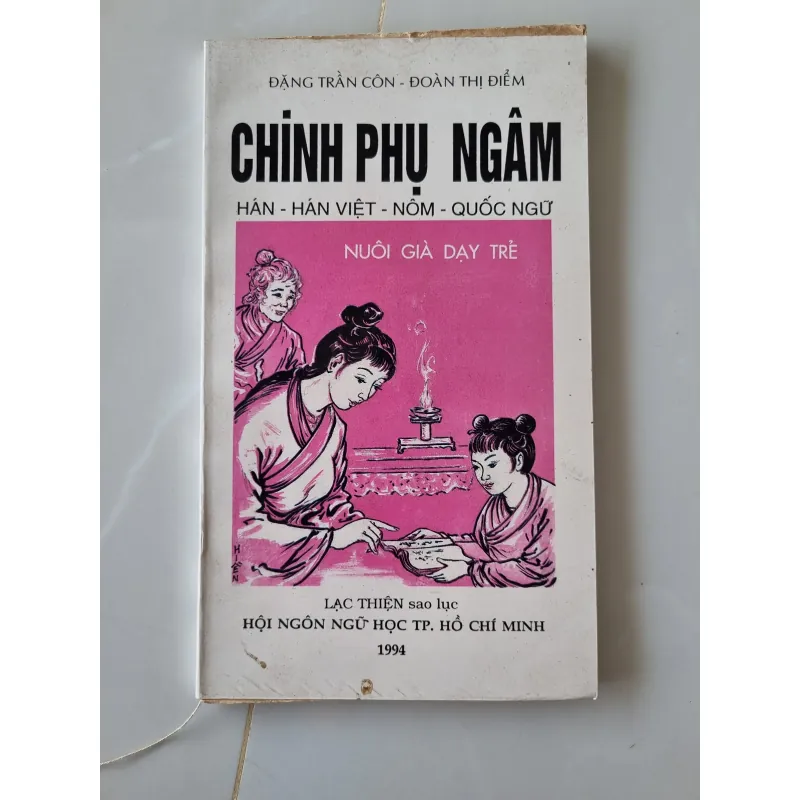 ĐẶNG TRẦN CÔN - ĐOÀN THỊ ĐIỂM
CHINH PHỤ NGÂM
HÁN - HÁN VIỆT - NÔM - QUỐC NGỮ
NUÔI GIÀ DẠY TRẺ
HIỀN
LẠC THIỆN sao lục
HỘI NGÔN NGỮ HỌC TP. HỒ CHÍ MINH
1994